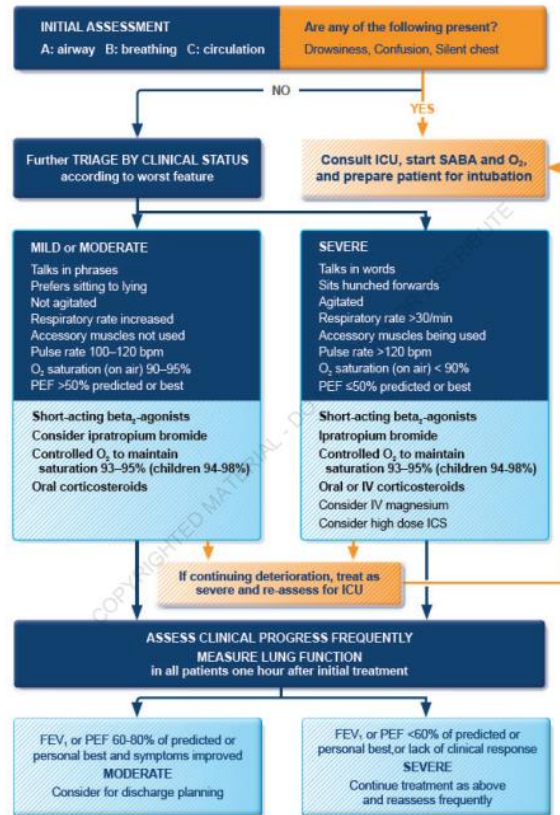 INITIAL ASSESSMENT
A: airway B: breathing C: circulation
Are any of the following present?
Drowsiness, Confusion, Silent chest
NO
YES
Further TRIAGE BY CLINICAL STATUS
according to worst feature
Consult ICU, start SABA and O₂,
and prepare patient for intubation
MILD or MODERATE
Talks in phrases
Prefers sitting to lying
Not agitated
Respiratory rate increased
Accessory muscles not used
Pulse rate 100–120 bpm
O₂ saturation (on air) 90–95%
PEF >50% predicted or best
SEVERE
Talks in words
Sits hunched forwards
Agitated
Respiratory rate >30/min
Accessory muscles being used
Pulse rate >120 bpm
O₂ saturation (on air) < 90%
PEF ≤50% predicted or best
Short-acting beta₂-agonists
Consider ipratropium bromide
Controlled O₂ to maintain
saturation 93–95% (children 94-98%)
Oral corticosteroids
Short-acting beta₂-agonists
Ipratropium bromide
Controlled O₂ to maintain
saturation 93–95% (children 94-98%)
Oral or IV corticosteroids
Consider IV magnesium
Consider high dose ICS
If continuing deterioration, treat as
severe and re-assess for ICU
ASSESS CLINICAL PROGRESS FREQUENTLY
MEASURE LUNG FUNCTION
in all patients one hour after initial treatment
FEV₁ or PEF 60-80% of predicted or
personal best and symptoms improved
MODERATE
Consider for discharge planning
FEV₁ or PEF <60% of predicted or
personal best,or lack of clinical response
SEVERE
Continue treatment as above
and reassess frequently
COPYRIGHTED MATERIAL -